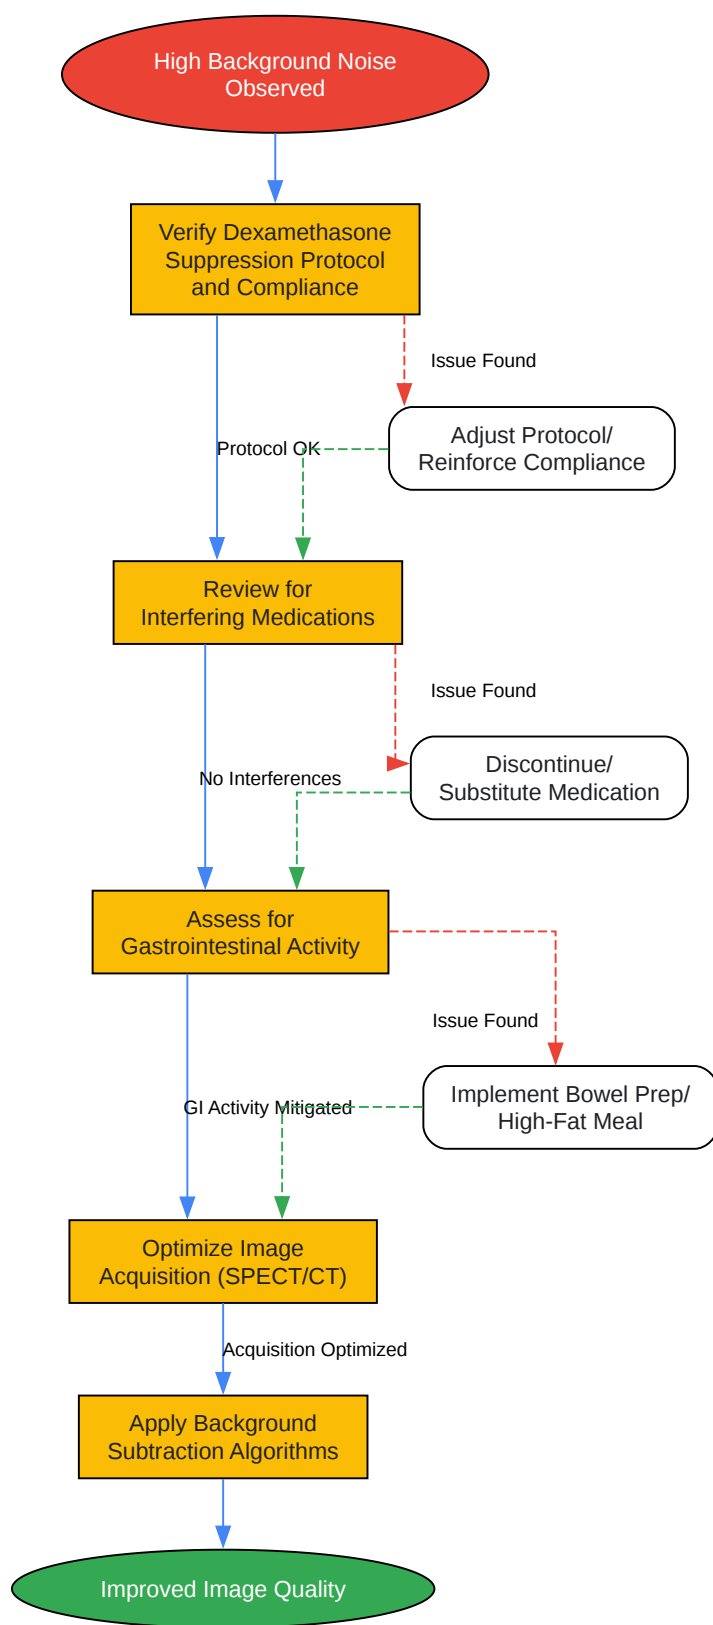 High Background Noise
Observed
Verify Dexamethasone
Suppression Protocol
and Compliance
Issue Found
Adjust Protocol/
Reinforce Compliance
Protocol OK
Review for
Interfering Medications
Issue Found
Discontinue/
Substitute Medication
No Interferences
Assess for
Gastrointestinal Activity
Issue Found
Implement Bowel Prep/
High-Fat Meal
GI Activity Mitigated
Optimize Image
Acquisition (SPECT/CT)
Acquisition Optimized
Apply Background
Subtraction Algorithms
Improved Image Quality